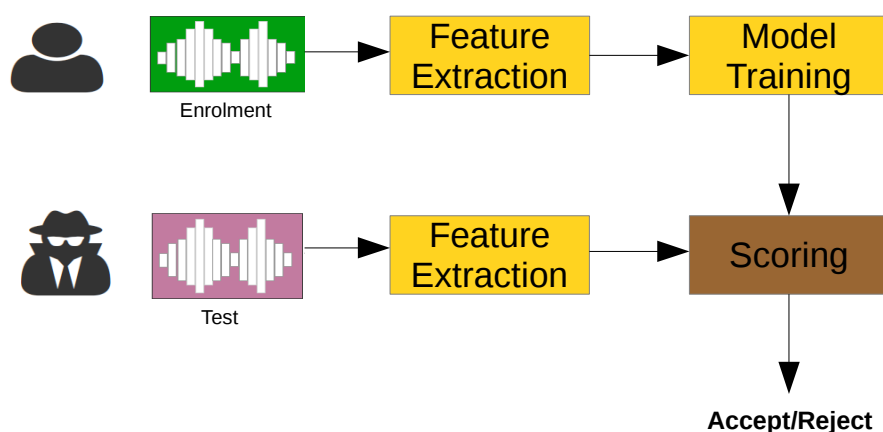 Feature
Extraction
Model
Training
Enrolment
Feature
Extraction
Scoring
Test
Accept/Reject